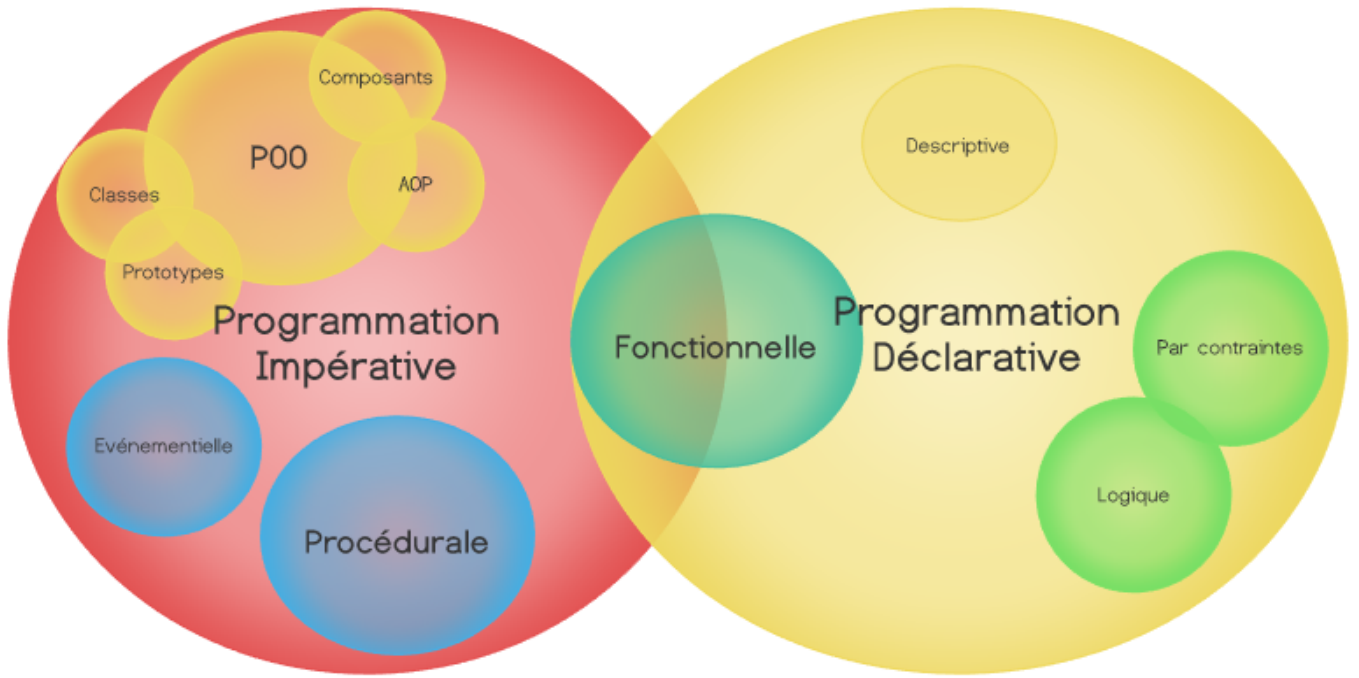 Composants
POO
AOP
Classes
Prototypes
Programmation
Impérative
Evénementielle
Procédurale
Fonctionnelle
Descriptive
Programmation
Déclarative
Par contraintes
Logique